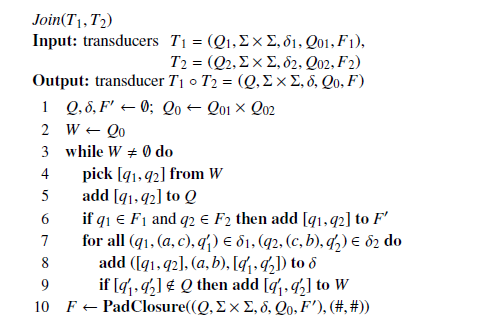 Join(T₁, T₂)
Input: transducers T₁ = (Q₁, Σ × Σ, δ₁, Q₀₁, F₁),
T₂ = (Q₂, Σ × Σ, δ₂, Q₀₂, F₂)
Output: transducer T₁ ∘ T₂ = (Q, Σ × Σ, δ, Q₀, F)
1 Q, δ, F′ ← ∅; Q₀ ← Q₀₁ × Q₀₂
2 W ← Q₀
3 while W ≠ ∅ do
4 pick [q₁, q₂] from W
5 add [q₁, q₂] to Q
6 if q₁ ∈ F₁ and q₂ ∈ F₂ then add [q₁, q₂] to F′
7 for all (q₁, (a, c), q′₁) ∈ δ₁, (q₂, (c, b), q′₂) ∈ δ₂ do
8 add ([q₁, q₂], (a, b), [q′₁, q′₂]) to δ
9 if [q′₁, q′₂] ∉ Q then add [q′₁, q′₂] to W
10 F ← PadClosure((Q, Σ × Σ, δ, Q₀, F′), (#, #))